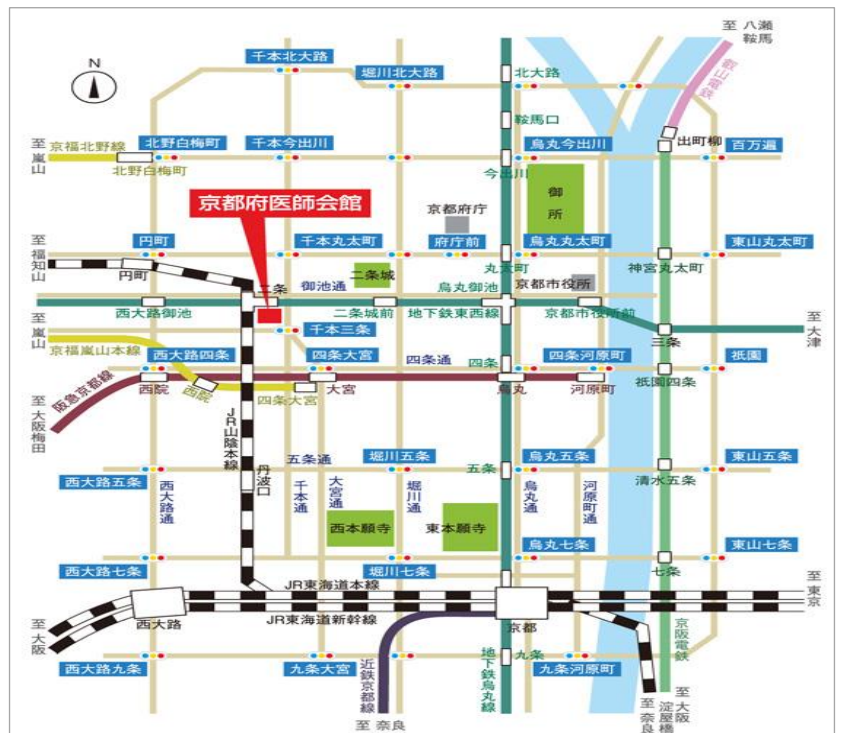 至八瀬
鞍馬
千本北大路
堀川北大路
北大路
叡山電鉄
N
鞍馬口
至嵐山
京福北野線
北野白梅町
北野白梅町
千本今出川
烏丸今出川
今出川
出町柳
百万遍
京都府医師会館
京都府庁
御所
至福知山
円町
円町
千本丸太町
府庁前
烏丸丸太町
丸太町
神宮丸太町
東山丸太町
二条
御池通
二条城
烏丸御池
京都市役所
西大路御池
二条城前
地下鉄東西線
京都市役所前
至大津
至嵐山
京福嵐山本線
千本三条
三条
西大路四条
四条大宮
四条通
四条
四条河原町
祇園
阪急京都線
西院
西院
四条大宮
大宮
烏丸
河原町
祇園四条
至大阪梅田
JR山陰本線
丹波口
五条通
堀川五条
五条
烏丸五条
東山五条
西大路五条
西大路通
千本通
大宮通
堀川通
烏丸通
河原町通
清水五条
西本願寺
東本願寺
西大路七条
堀川七条
烏丸七条
七条
東山七条
JR東海道本線
至東京
西大路
JR東海道新幹線
京都
至大阪
西大路九条
九条大宮
近鉄京都線
地下鉄烏丸線
九条
九条河原町
京阪電鉄
至奈良
至奈良
至大阪
淀屋橋